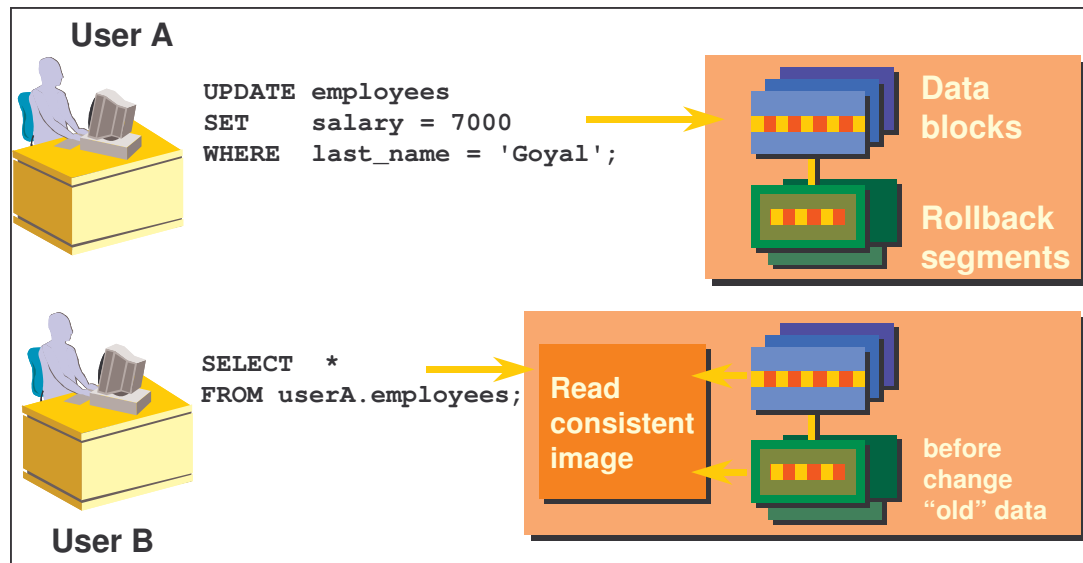 User A
UPDATE employees
SET salary = 7000
WHERE last_name = 'Goyal';
Data
blocks
Rollback
segments
SELECT *
FROM userA.employees;
Read
consistent
image
before
change
“old” data
User B